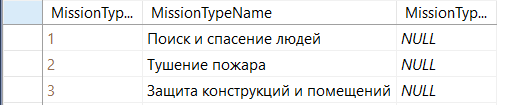 MissionTyp... MissionTypeName MissionTyp...
1 Поиск и спасение людей NULL
2 Тушение пожара NULL
3 Защита конструкций и помещений NULL